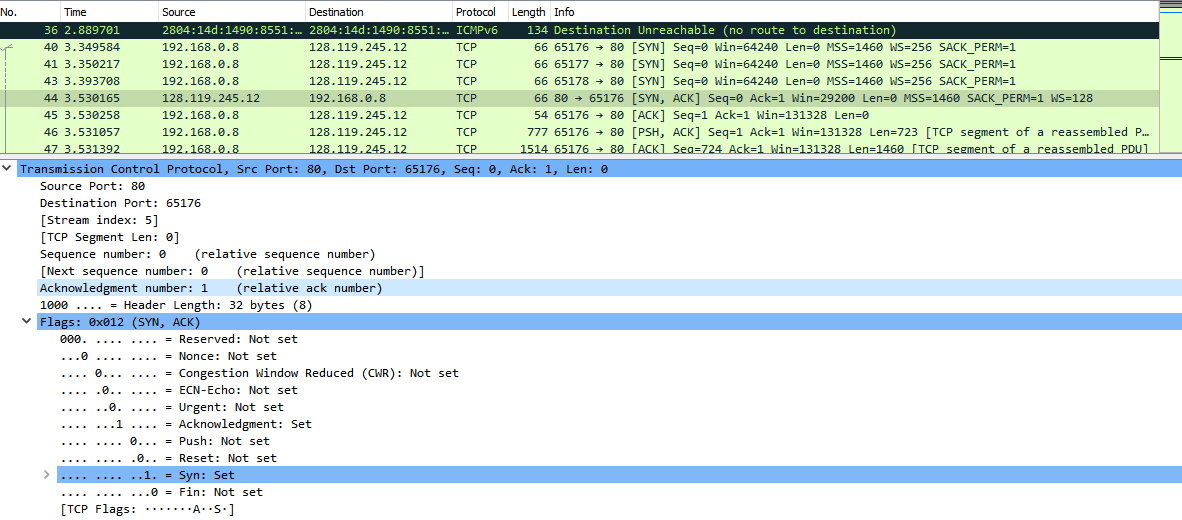 No. Time Source Destination Protocol Length Info
36 2.889701 2804:14d:1490:8551:… 2804:14d:1490:8551:… ICMPv6 134 Destination Unreachable (no route to destination)
40 3.349584 192.168.0.8 128.119.245.12 TCP 66 65176 → 80 [SYN] Seq=0 Win=64240 Len=0 MSS=1460 WS=256 SACK_PERM=1
41 3.350217 192.168.0.8 128.119.245.12 TCP 66 65177 → 80 [SYN] Seq=0 Win=64240 Len=0 MSS=1460 WS=256 SACK_PERM=1
43 3.393708 192.168.0.8 128.119.245.12 TCP 66 65178 → 80 [SYN] Seq=0 Win=64240 Len=0 MSS=1460 WS=256 SACK_PERM=1
44 3.530165 128.119.245.12 192.168.0.8 TCP 66 80 → 65176 [SYN, ACK] Seq=0 Ack=1 Win=29200 Len=0 MSS=1460 SACK_PERM=1 WS=128
45 3.530258 192.168.0.8 128.119.245.12 TCP 54 65176 → 80 [ACK] Seq=1 Ack=1 Win=131328 Len=0
46 3.531057 192.168.0.8 128.119.245.12 TCP 777 65176 → 80 [PSH, ACK] Seq=1 Ack=1 Win=131328 Len=723 [TCP segment of a reassembled P…
47 3.531392 192.168.0.8 128.119.245.12 TCP 1514 65176 → 80 [ACK] Seq=724 Ack=1 Win=131328 Len=1460 [TCP segment of a reassembled PDU]
Transmission Control Protocol, Src Port: 80, Dst Port: 65176, Seq: 0, Ack: 1, Len: 0
Source Port: 80
Destination Port: 65176
[Stream index: 5]
[TCP Segment Len: 0]
Sequence number: 0 (relative sequence number)
[Next sequence number: 0 (relative sequence number)]
Acknowledgment number: 1 (relative ack number)
1000 .... = Header Length: 32 bytes (8)
Flags: 0x012 (SYN, ACK)
000. .... .... = Reserved: Not set
...0 .... .... = Nonce: Not set
.... 0... .... = Congestion Window Reduced (CWR): Not set
.... .0.. .... = ECN-Echo: Not set
.... ..0. .... = Urgent: Not set
.... ...1 .... = Acknowledgment: Set
.... .... 0... = Push: Not set
.... .... .0.. = Reset: Not set
.... .... ..1. = Syn: Set
.... .... ...0 = Fin: Not set
[TCP Flags: ·······A··S·]